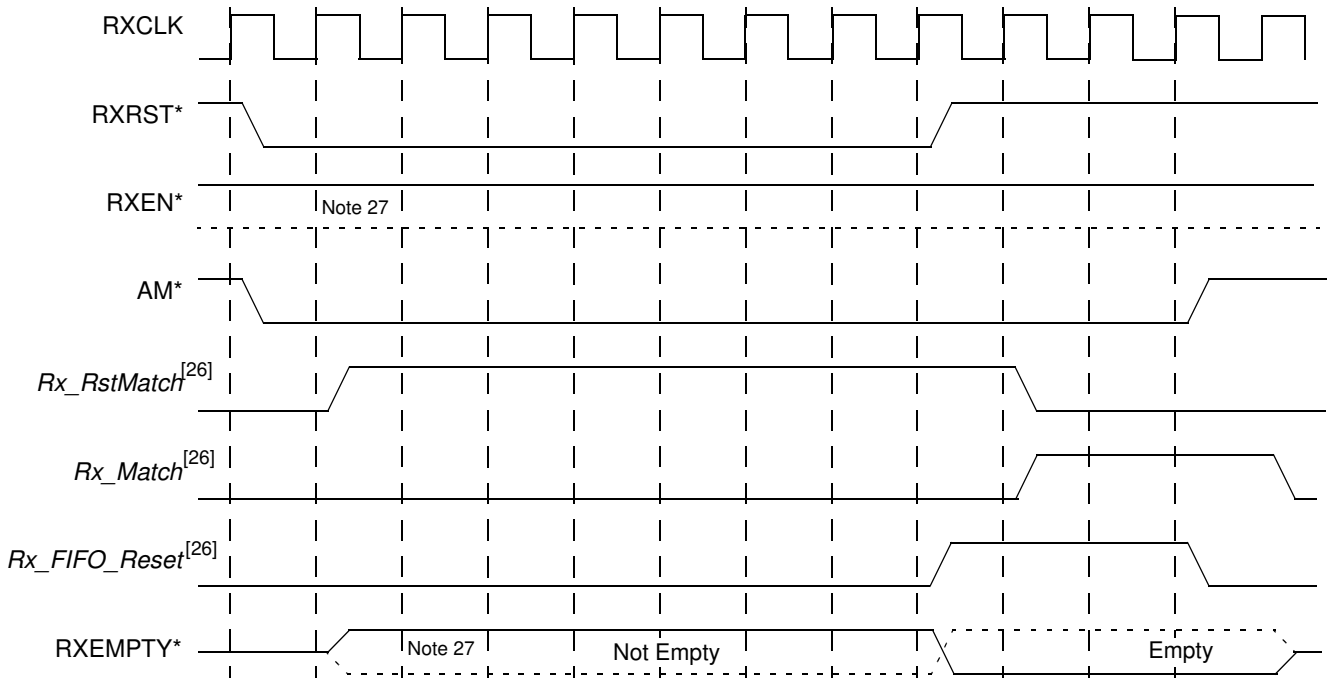 RXCLK
RXRST*
RXEN*
Note 27
AM*
Rx_RstMatch[26]
Rx_Match[26]
Rx_FIFO_Reset[26]
RXEMPTY* Note 27 Not Empty Empty